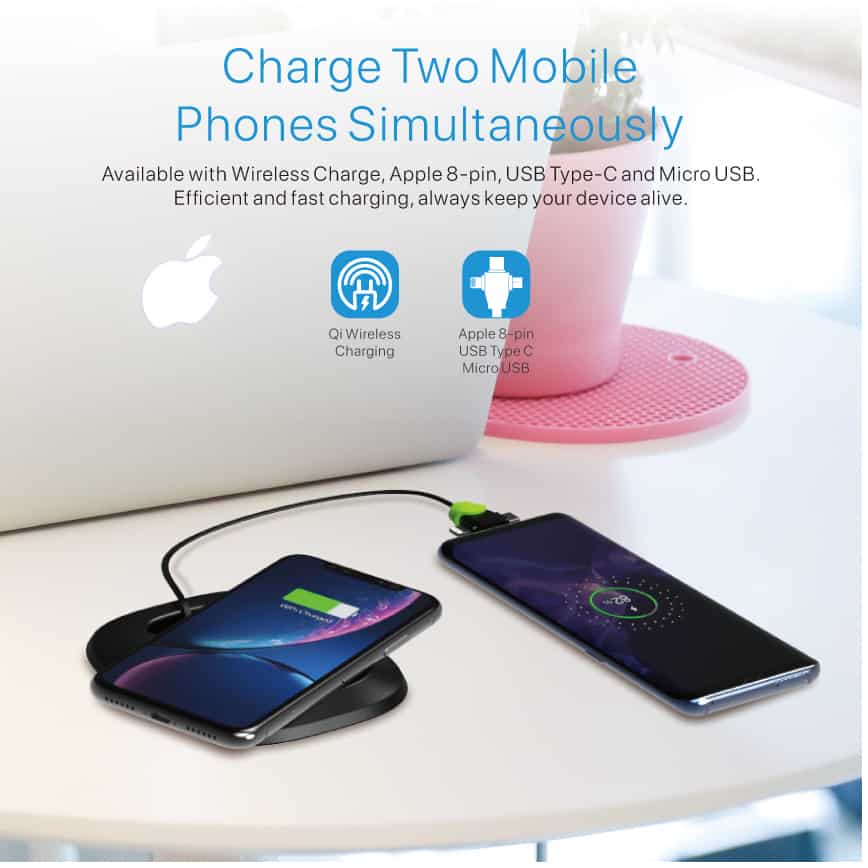 Charge Two Mobile
Phones Simultaneously
Available with Wireless Charge, Apple 8-pin, USB Type-C and Micro USB.
Efficient and fast charging, always keep your device alive.
Qi Wireless
Charging
Apple 8-pin
USB Type C
Micro USB
82%